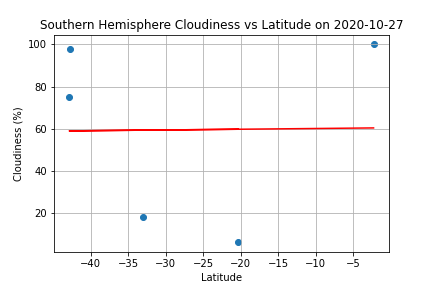 Southern Hemisphere Cloudiness vs Latitude on 2020-10-27
100
80
60
40
20
Cloudiness (%)
−40 −35 −30 −25 −20 −15 −10 −5
Latitude